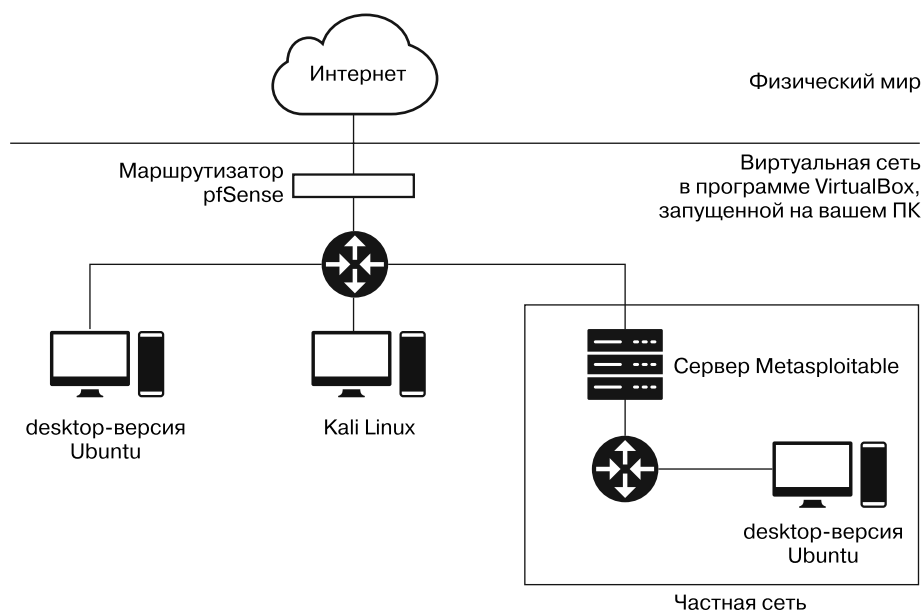 Интернет
Физический мир
Маршрутизатор
pfSense
Виртуальная сеть
в программе VirtualBox,
запущенной на вашем ПК
Сервер Metasploitable
desktop-версия
Ubuntu
Kali Linux
desktop-версия
Ubuntu
Частная сеть